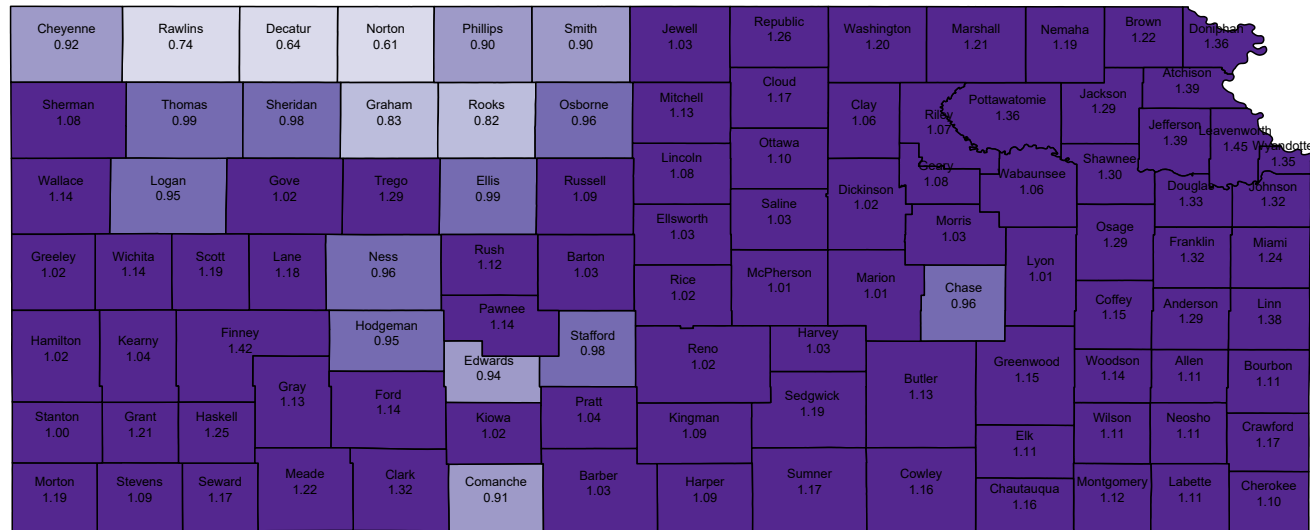 Cheyenne
0.92
Rawlins
0.74
Decatur
0.64
Norton
0.61
Phillips
0.90
Smith
0.90
Jewell
1.03
Republic
1.26
Washington
1.20
Marshall
1.21
Nemaha
1.19
Brown
1.22
Doniphan
1.36
Sherman
1.08
Thomas
0.99
Sheridan
0.98
Graham
0.83
Rooks
0.82
Osborne
0.96
Mitchell
1.13
Cloud
1.17
Clay
1.06
Riley
1.07
Pottawatomie
1.36
Jackson
1.29
Atchison
1.39
Jefferson
1.39
Leavenworth
1.45
Wyandotte
1.35
Wallace
1.14
Logan
0.95
Gove
1.02
Trego
1.29
Ellis
0.99
Russell
1.09
Lincoln
1.08
Ottawa
1.10
Saline
1.03
Dickinson
1.02
Geary
1.08
Wabaunsee
1.06
Shawnee
1.30
Douglas
1.33
Johnson
1.32
Greeley
1.02
Wichita
1.14
Scott
1.19
Lane
1.18
Ness
0.96
Rush
1.12
Barton
1.03
Ellsworth
1.03
Rice
1.02
McPherson
1.01
Marion
1.01
Morris
1.03
Chase
0.96
Lyon
1.01
Osage
1.29
Franklin
1.32
Miami
1.24
Hamilton
1.02
Kearny
1.04
Finney
1.42
Hodgeman
0.95
Pawnee
1.14
Edwards
0.94
Stafford
0.98
Reno
1.02
Harvey
1.03
Butler
1.13
Greenwood
1.15
Coffey
1.15
Anderson
1.29
Linn
1.38
Gray
1.13
Ford
1.14
Kiowa
1.02
Pratt
1.04
Kingman
1.09
Sedgwick
1.19
Elk
1.11
Woodson
1.14
Allen
1.11
Bourbon
1.11
Stanton
1.00
Grant
1.21
Haskell
1.25
Wilson
1.11
Neosho
1.11
Crawford
1.17
Morton
1.19
Stevens
1.09
Seward
1.17
Meade
1.22
Clark
1.32
Comanche
0.91
Barber
1.03
Harper
1.09
Sumner
1.17
Cowley
1.16
Chautauqua
1.16
Montgomery
1.12
Labette
1.11
Cherokee
1.10